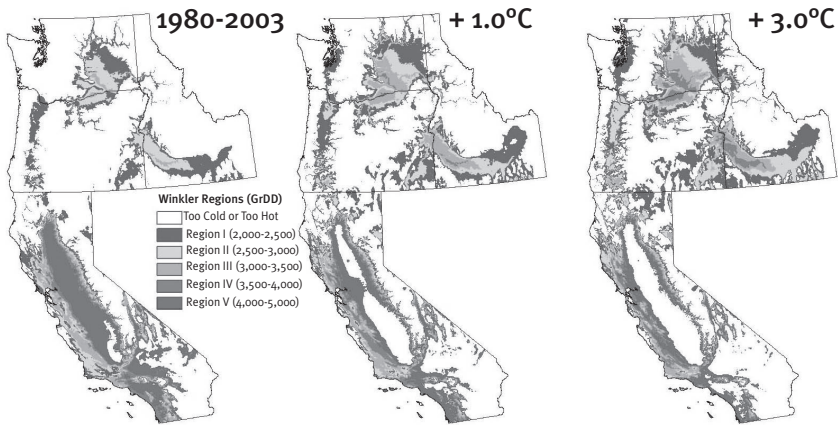 1980-2003
+ 1.0°C
+ 3.0°C
Winkler Regions (GrDD)
Too Cold or Too Hot
Region I (2,000-2,500)
Region II (2,500-3,000)
Region III (3,000-3,500)
Region IV (3,500-4,000)
Region V (4,000-5,000)